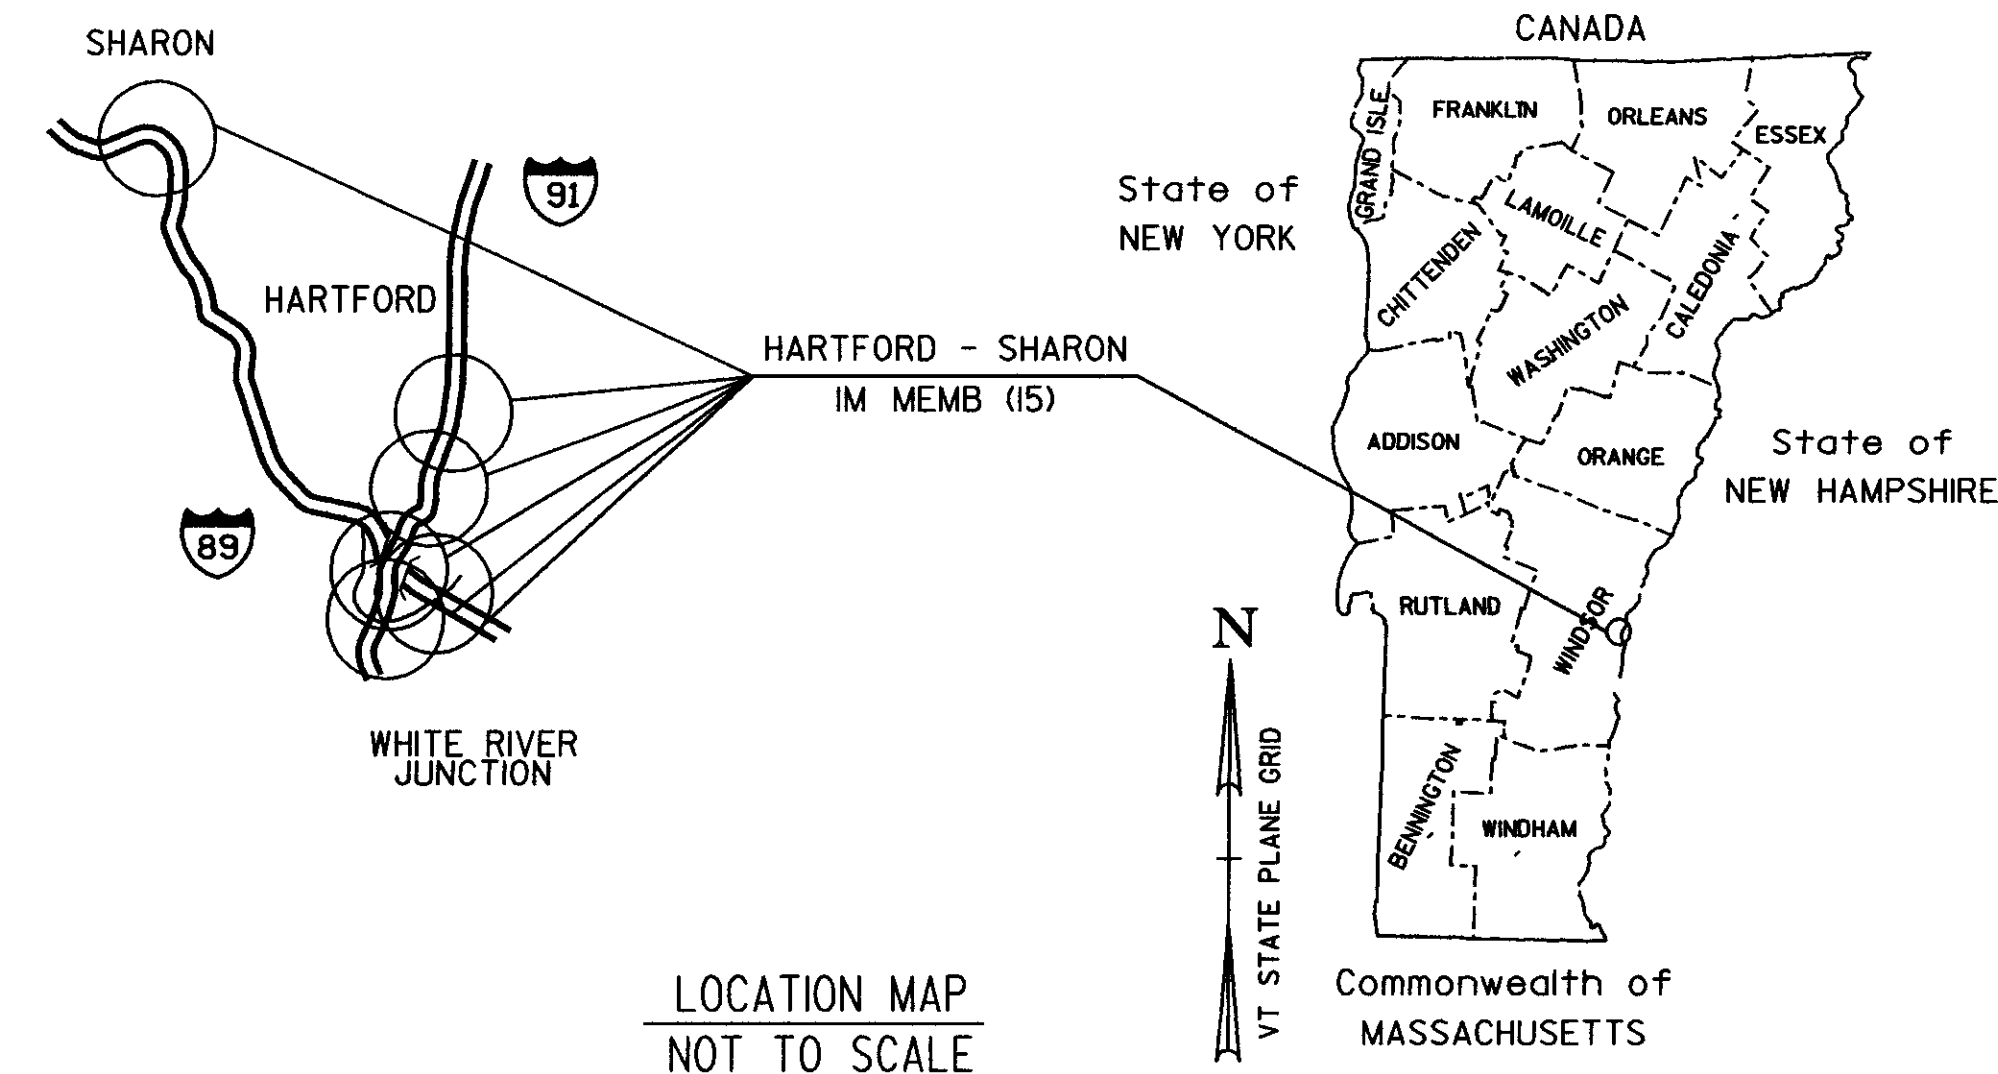 SHARON
91
HARTFORD
89
WHITE RIVER
JUNCTION
HARTFORD - SHARON
IM MEMB (15)
LOCATION MAP
NOT TO SCALE
N
VT STATE PLANE GRID
CANADA
State of
NEW YORK
State of
NEW HAMPSHIRE
Commonwealth of
MASSACHUSETTS
GRAND ISLE
FRANKLIN
ORLEANS
ESSEX
LAMOILLE
CHITTENDEN
CALEDONIA
WASHINGTON
ADDISON
ORANGE
RUTLAND
WINDSOR
BENNINGTON
WINDHAM